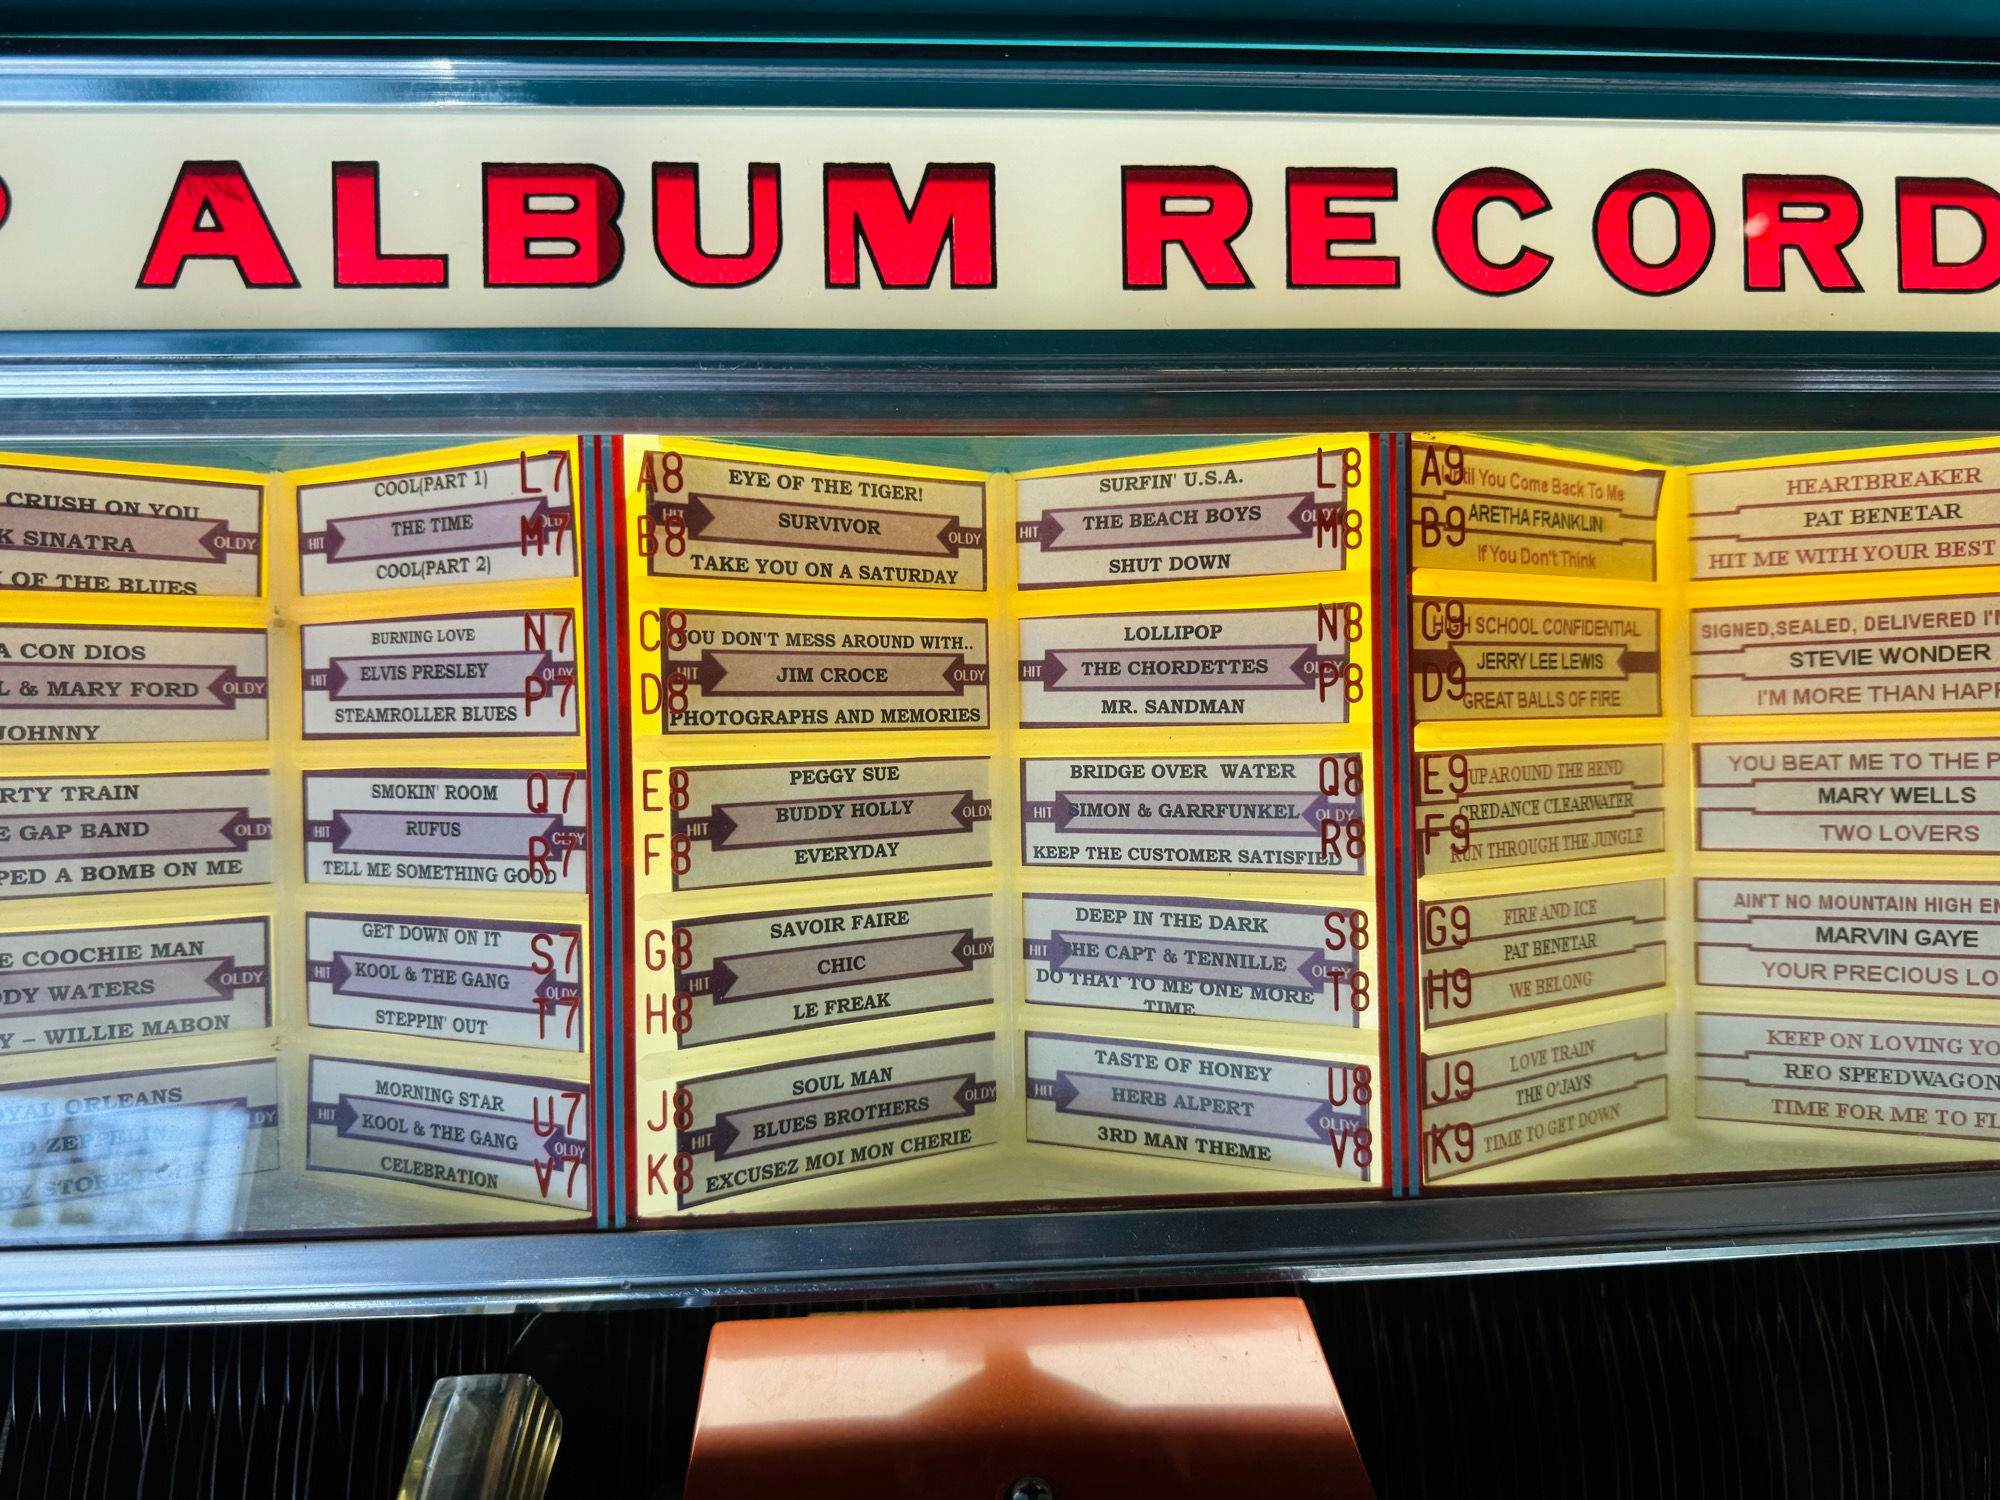 ALBUM RECORD
CRUSH ON YOU
K SINATRA
OLDY
OF THE BLUES
A CON DIOS
L & MARY FORD
OLDY
JOHNNY
RTY TRAIN
E GAP BAND
OLDY
PED A BOMB ON ME
E COOCHIE MAN
DDY WATERS
OLDY
Y – WILLIE MABON
OYAL ORLEANS
ED ZEPPELIN
DY STORE
L7
COOL(PART 1)
HIT
THE TIME
M7
COOL(PART 2)
N7
BURNING LOVE
HIT
ELVIS PRESLEY
OLDY
P7
STEAMROLLER BLUES
Q7
SMOKIN' ROOM
HIT
RUFUS
OLDY
R7
TELL ME SOMETHING GOOD
S7
GET DOWN ON IT
HIT
KOOL & THE GANG
OLDY
T7
STEPPIN' OUT
U7
MORNING STAR
HIT
KOOL & THE GANG
OLDY
V7
CELEBRATION
A8
EYE OF THE TIGER!
HIT
SURVIVOR
OLDY
B8
TAKE YOU ON A SATURDAY
C8
YOU DON'T MESS AROUND WITH..
HIT
JIM CROCE
OLDY
D8
PHOTOGRAPHS AND MEMORIES
E8
PEGGY SUE
HIT
BUDDY HOLLY
OLDY
F8
EVERYDAY
G8
SAVOIR FAIRE
HIT
CHIC
OLDY
H8
LE FREAK
J8
SOUL MAN
HIT
BLUES BROTHERS
OLDY
K8
EXCUSEZ MOI MON CHERIE
L8
SURFIN' U.S.A.
HIT
THE BEACH BOYS
M8
SHUT DOWN
N8
LOLLIPOP
HIT
THE CHORDETTES
OLDY
P8
MR. SANDMAN
Q8
BRIDGE OVER WATER
HIT
SIMON & GARRFUNKEL
OLDY
R8
KEEP THE CUSTOMER SATISFIED
S8
DEEP IN THE DARK
HIT
THE CAPT & TENNILLE
OLDY
T8
DO THAT TO ME ONE MORE
TIME
U8
TASTE OF HONEY
HIT
HERB ALPERT
OLDY
V8
3RD MAN THEME
A9
Until You Come Back To Me
ARETHA FRANKLIN
B9
If You Don't Think
C9
HIGH SCHOOL CONFIDENTIAL
JERRY LEE LEWIS
D9
GREAT BALLS OF FIRE
E9
UP AROUND THE BEND
CREDANCE CLEARWATER
F9
RUN THROUGH THE JUNGLE
G9
FIRE AND ICE
PAT BENETAR
H9
WE BELONG
J9
LOVE TRAIN
THE O'JAYS
K9
TIME TO GET DOWN
HEARTBREAKER
PAT BENETAR
HIT ME WITH YOUR BEST
SIGNED,SEALED, DELIVERED I'
STEVIE WONDER
I'M MORE THAN HAPP
YOU BEAT ME TO THE P
MARY WELLS
TWO LOVERS
AIN'T NO MOUNTAIN HIGH EN
MARVIN GAYE
YOUR PRECIOUS LO
KEEP ON LOVING YO
REO SPEEDWAGON
TIME FOR ME TO FL